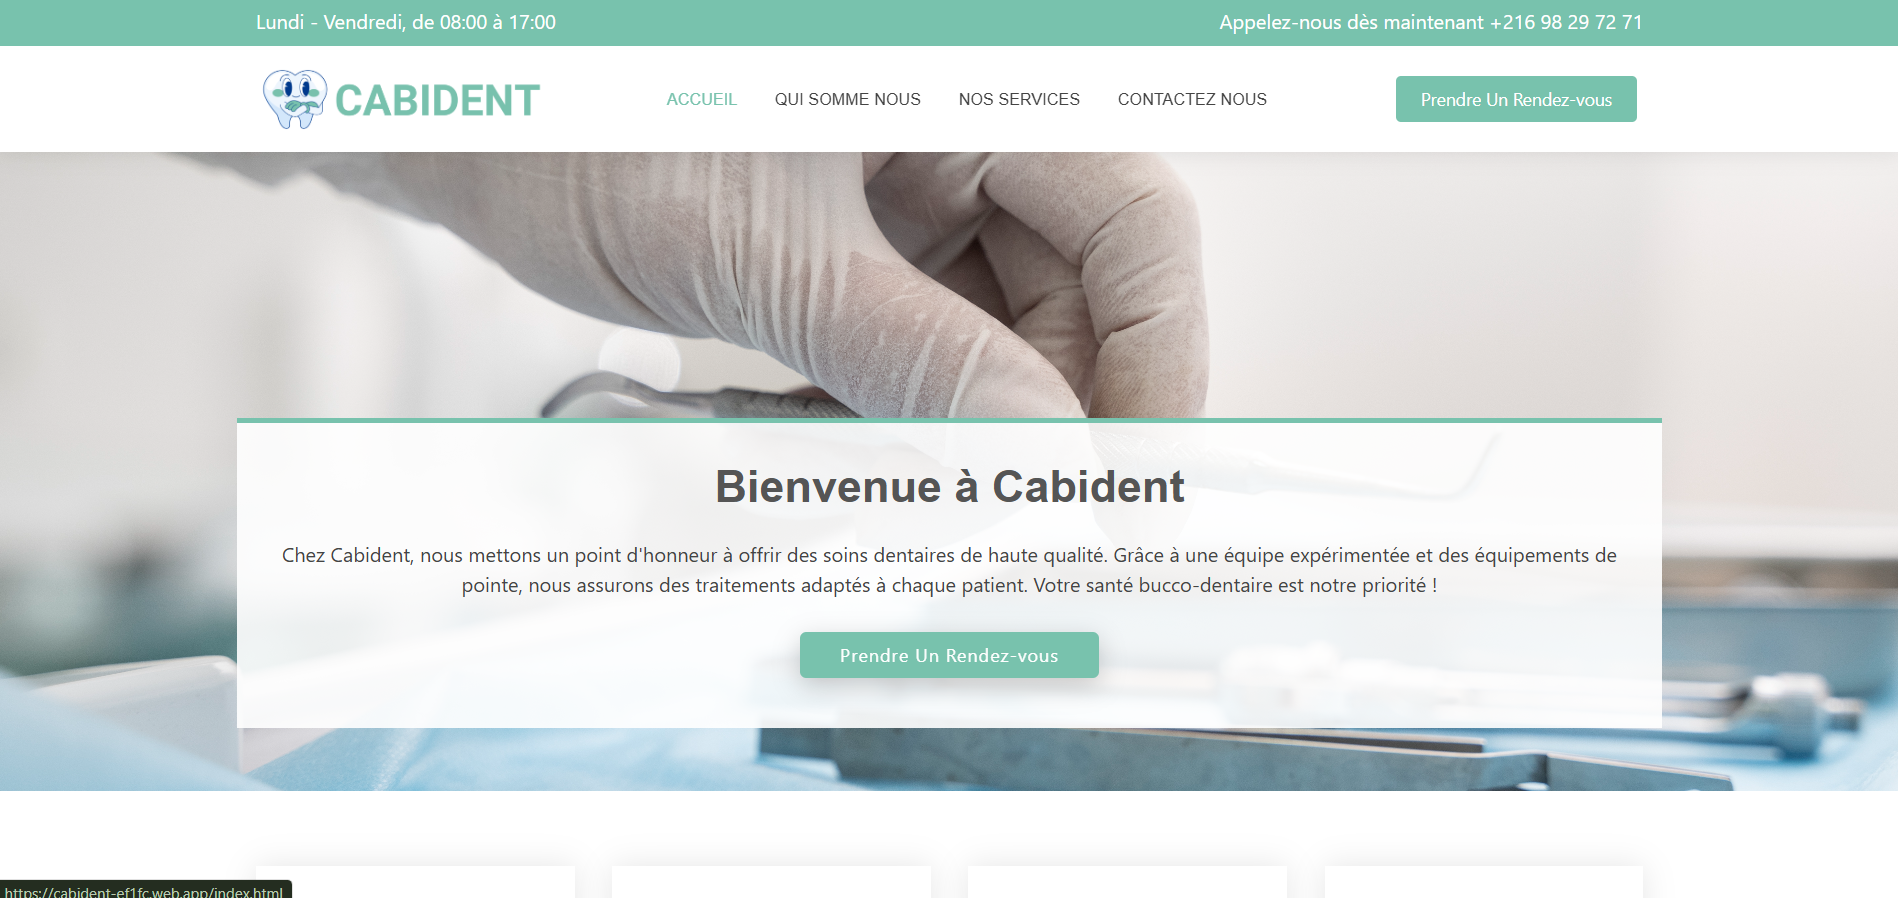 Lundi - Vendredi, de 08:00 à 17:00
Appelez-nous dès maintenant +216 98 29 72 71
CABIDENT
ACCUEIL
QUI SOMME NOUS
NOS SERVICES
CONTACTEZ NOUS
Prendre Un Rendez-vous
Bienvenue à Cabident
Chez Cabident, nous mettons un point d'honneur à offrir des soins dentaires de haute qualité. Grâce à une équipe expérimentée et des équipements de
pointe, nous assurons des traitements adaptés à chaque patient. Votre santé bucco-dentaire est notre priorité !
Prendre Un Rendez-vous
https://cabident-ef1fc.web.app/index.html